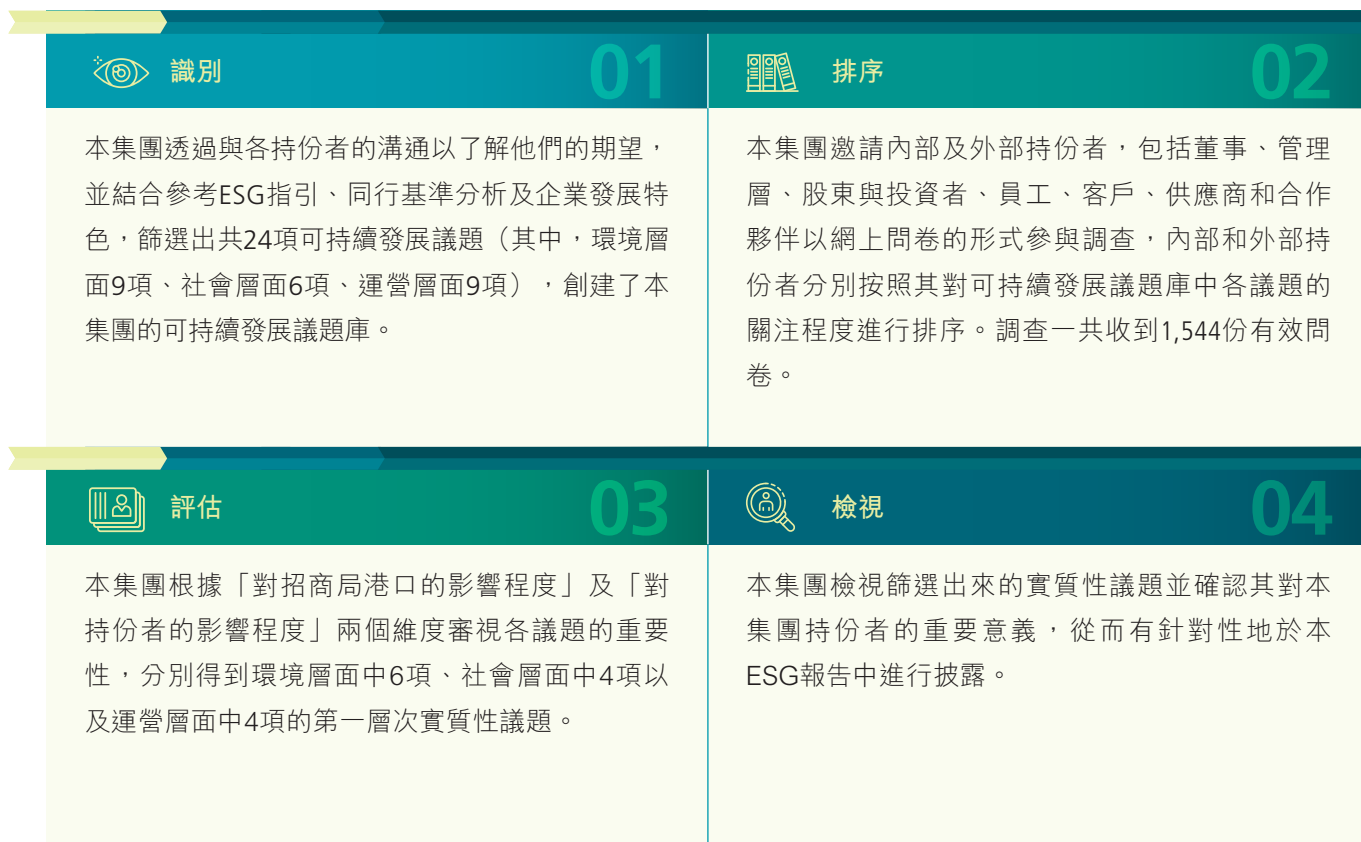 識別
01
本集團透過與各持份者的溝通以了解他們的期望，
並結合參考ESG指引、同行基準分析及企業發展特
色，篩選出共24項可持續發展議題（其中，環境層
面9項、社會層面6項、運營層面9項），創建了本
集團的可持續發展議題庫。
排序
02
本集團邀請內部及外部持份者，包括董事、管理
層、股東與投資者、員工、客戶、供應商和合作
夥伴以網上問卷的形式參與調查，內部和外部持
份者分別按照其對可持續發展議題庫中各議題的
關注程度進行排序。調查一共收到1,544份有效問
卷。
評估
03
本集團根據「對招商局港口的影響程度」及「對
持份者的影響程度」兩個維度審視各議題的重要
性，分別得到環境層面中6項、社會層面中4項以
及運營層面中4項的第一層次實質性議題。
檢視
04
本集團檢視篩選出來的實質性議題並確認其對本
集團持份者的重要意義，從而有針對性地於本
ESG報告中進行披露。